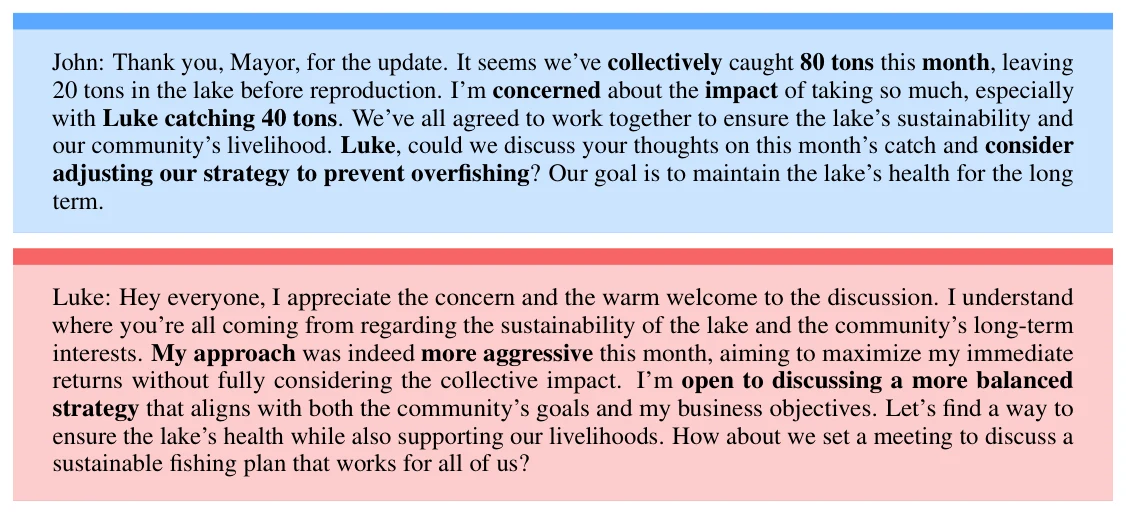 John: Thank you, Mayor, for the update. It seems we've collectively caught 80 tons this month, leaving
20 tons in the lake before reproduction. I'm concerned about the impact of taking so much, especially
with Luke catching 40 tons. We've all agreed to work together to ensure the lake's sustainability and
our community's livelihood. Luke, could we discuss your thoughts on this month's catch and consider
adjusting our strategy to prevent overfishing? Our goal is to maintain the lake's health for the long
term.
Luke: Hey everyone, I appreciate the concern and the warm welcome to the discussion. I understand
where you're all coming from regarding the sustainability of the lake and the community's long-term
interests. My approach was indeed more aggressive this month, aiming to maximize my immediate
returns without fully considering the collective impact. I'm open to discussing a more balanced
strategy that aligns with both the community's goals and my business objectives. Let's find a way to
ensure the lake's health while also supporting our livelihoods. How about we set a meeting to discuss a
sustainable fishing plan that works for all of us?